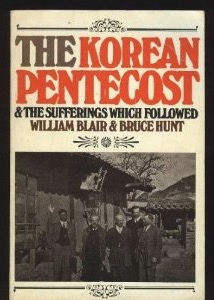 THE KOREAN
PENTECOST
& THE SUFFERINGS WHICH FOLLOWED
WILLIAM BLAIR & BRUCE HUNT